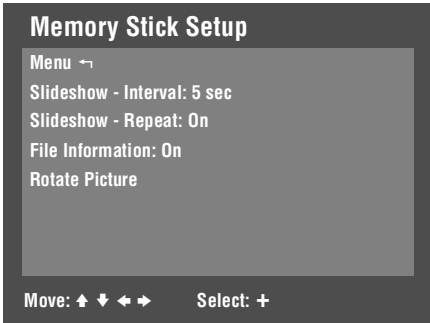 Memory Stick Setup
Menu ↰
Slideshow - Interval: 5 sec
Slideshow - Repeat: On
File Information: On
Rotate Picture
Move: ↑ ↓ ← → Select: +